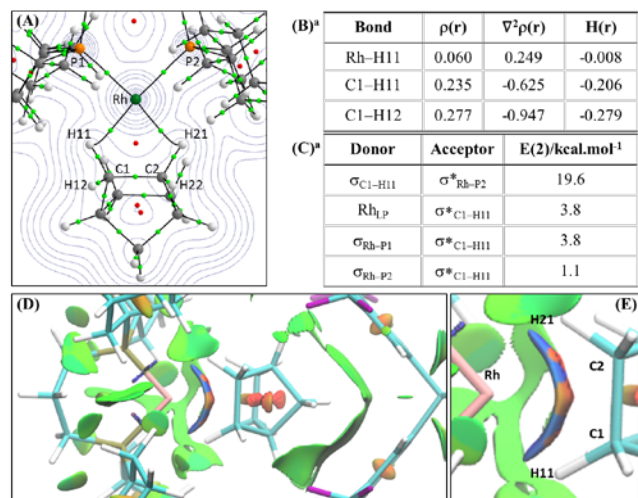 (A)
P1
P2
Rh
H11
H21
C1
C2
H12
H22
(B)ᵃ
Bond ρ(r) ∇²ρ(r) H(r)
Rh–H11 0.060 0.249 -0.008
C1–H11 0.235 -0.625 -0.206
C1–H12 0.277 -0.947 -0.279
(C)ᵃ
Donor Acceptor E(2)/kcal.mol⁻¹
σC1–H11 σ*Rh–P2 19.6
RhLP σ*C1–H11 3.8
σRh–P1 σ*C1–H11 3.8
σRh–P2 σ*C1–H11 1.1
(D)
(E)
H21
Rh
C2
C1
H11